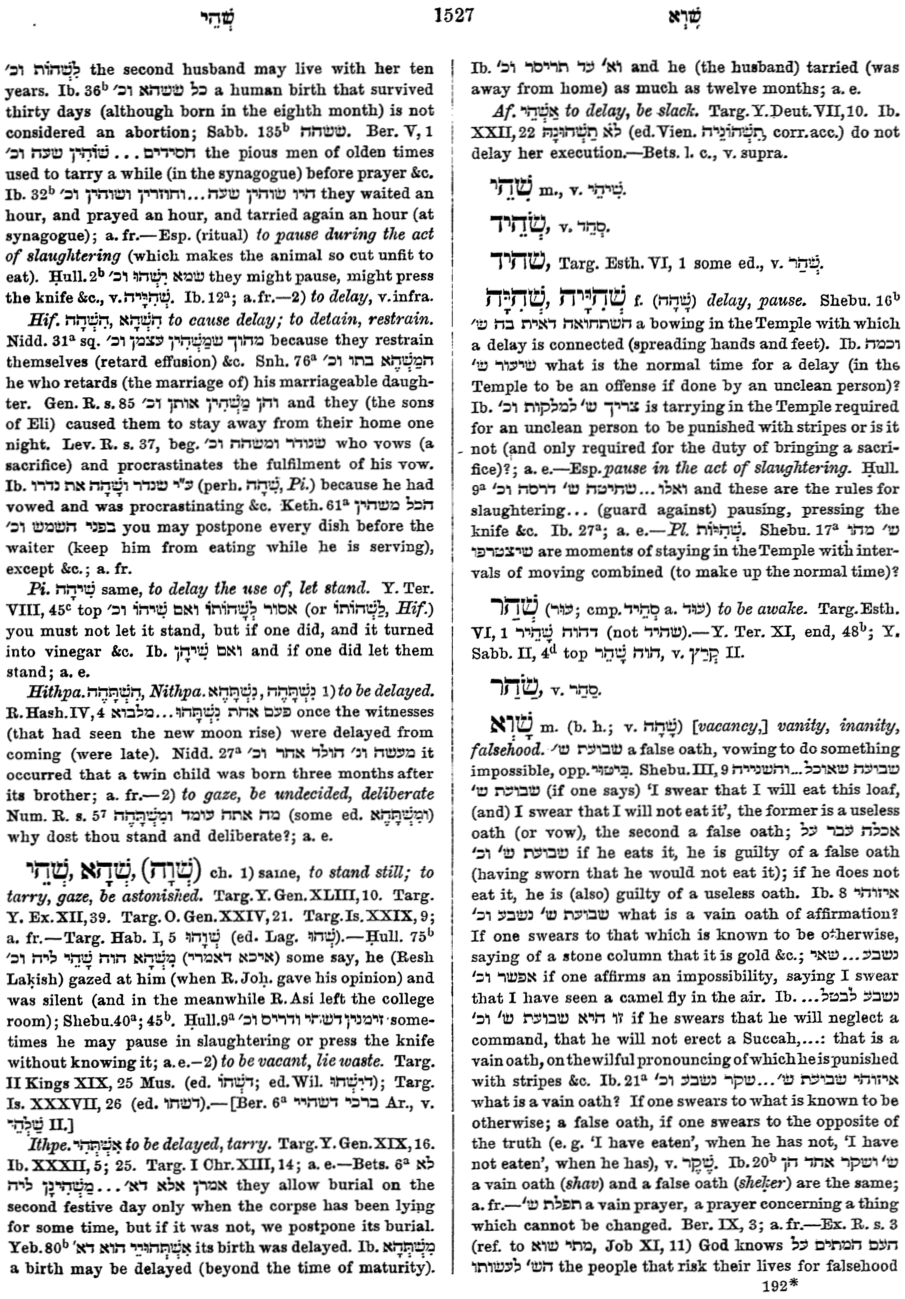 שְׁהֵי
1527
שָׁוְא
לִשְׁהוֹת וכ׳ the second husband may live with her ten
years. Ib. 36ᵇ כל ששהא וכ׳ a human birth that survived
thirty days (although born in the eighth month) is not
considered an abortion; Sabb. 135ᵇ ששהה. Ber. V, 1
חסידים ... שׁוֹהִין שעה וכ׳ the pious men of olden times
used to tarry a while (in the synagogue) before prayer &c.
Ib. 32ᵇ היו שוהין שעה...וחוזרין ושוהין וכ׳ they waited an
hour, and prayed an hour, and tarried again an hour (at
synagogue); a. fr.—Esp. (ritual) to pause during the act
of slaughtering (which makes the animal so cut unfit to
eat). Ḥull. 2ᵇ שמא יִשְׁהוּ וכ׳ they might pause, might press
the knife &c., v. שְׁהִיָּיה. Ib. 12ᵃ; a. fr.—2) to delay, v. infra.
Hif. הִשְׁהָה, הִשְׁהָא to cause delay; to detain, restrain.
Nidd. 31ᵃ sq. מתוך שמַּשְׁהִין עצמן וכ׳ because they restrain
themselves (retard effusion) &c. Snh. 76ᵃ המַשְׁהֶא בתו וכ׳
he who retards (the marriage of) his marriageable daugh-
ter. Gen. R. s. 85 והן מַשְׁהִין אותן וכ׳ and they (the sons
of Eli) caused them to stay away from their home one
night. Lev. R. s. 37, beg. שנודר ומשהה וכ׳ who vows (a
sacrifice) and procrastinates the fulfilment of his vow.
Ib. ע״י שנדר וְשָׁהָה את נדרו (perh. שִׁהָה, Pi.) because he had
vowed and was procrastinating &c. Keth. 61ᵃ הכל משהין
בפני השמש וכ׳ you may postpone every dish before the
waiter (keep him from eating while he is serving),
except &c.; a. fr.
Pi. שִׁיהָה same, to delay the use of, let stand. Y. Ter.
VIII, 45ᶜ top אסור לְשַׁהוֹתוֹ ואם שִׁיהוֹ וכ׳ (or לְשַׁהוֹתוֹ, Hif.)
you must not let it stand, but if one did, and it turned
into vinegar &c. Ib. ואם שִׁיהָן and if one did let them
stand; a. e.
Hithpa. הִשְׁתַּהֶה, Nithpa. נִשְׁתַּהֶה, נִשְׁתַּהֵא 1) to be delayed.
R. Hash. IV, 4 פעם אחת נִשְׁתַּהוּ...מלבוא once the witnesses
(that had seen the new moon rise) were delayed from
coming (were late). Nidd. 27ᵃ מעשה ונ׳ הולד אחר וכ׳ it
occurred that a twin child was born three months after
its brother; a. fr.—2) to gaze, be undecided, deliberate
Num. R. s. 5⁷ מה אתה עומד ומִשְׁתַּהֶה (some ed. ומִשְׁתַּהֵא)
why dost thou stand and deliberate?; a. e.
שְׁהֵי, שְׁהָא, (שְׁוָה) ch. 1) same, to stand still; to
tarry, gaze, be astonished. Targ. Y. Gen. XLIII, 10. Targ.
Y. Ex. XII, 39. Targ. O. Gen. XXIV, 21. Targ. Is. XXIX, 9;
a. fr.—Targ. Hab. I, 5 שְׁוָהוּ (ed. Lag. שְׁהוּ).—Ḥull. 75ᵇ
(איכא דאמרי) מִשְׁהָא הוה שָׁהֵי ליה וכ׳ some say, he (Resh
Laḳish) gazed at him (when R. Joḥ. gave his opinion) and
was silent (and in the meanwhile R. Asi left the college
room); Shebu. 40ᵃ; 45ᵇ. Ḥull. 9ᵃ זימנין דשהי ודריס וכ׳ some-
times he may pause in slaughtering or press the knife
without knowing it; a. e.—2) to be vacant, lie waste. Targ.
II Kings XIX, 25 Mus. (ed. דִּשְׁהוֹ; ed. Wil. דִּישְׁהוּ); Targ.
Is. XXXVII, 26 (ed. דשהו).—[Ber. 6ᵃ ברכי דשהיי Ar., v.
שַׁלְהֵי II.]
Ithpe. אִשְׁתְּהִי to be delayed, tarry. Targ. Y. Gen. XIX, 16.
Ib. XXXII, 5; 25. Targ. I Chr. XIII, 14; a. e.—Bets. 6ᵃ לא
אמרן אלא דא׳...מַשְׁהִינָן ליה they allow burial on the
second festive day only when the corpse has been lying
for some time, but if it was not, we postpone its burial.
Yeb. 80ᵇ אִשְׁתַּהוּיֵי הוא דא׳ its birth was delayed. Ib. מִשְׁתְּהָא
a birth may be delayed (beyond the time of maturity).
Ib. וא׳ עד תריסר וכ׳ and he (the husband) tarried (was
away from home) as much as twelve months; a. e.
Af. אַשְׁהִי to delay, be slack. Targ. Y. Deut. VII, 10. Ib.
XXII, 22 לֹא תַשְׁהוּנָהּ (ed. Vien. תַּשְׁהוֹנֵיהּ, corr. acc.) do not
delay her execution.—Bets. l. c., v. supra.
שִׁהֵי m., v. שִׁיהֵי.
שָׂהֵיד, v. סָהֵד.
שהיד, Targ. Esth. VI, 1 some ed., v. שְׁהַר.
שְׁהִיָּה, שְׁהִיָּיה f. (שָׁהָה) delay, pause. Shebu. 16ᵇ
השתחואה דאית בה ש׳ a bowing in the Temple with which
a delay is connected (spreading hands and feet). Ib. וכמה
שיעור ש׳ what is the normal time for a delay (in the
Temple to be an offense if done by an unclean person)?
Ib. צריך ש׳ למלקות וכ׳ is tarrying in the Temple required
for an unclean person to be punished with stripes or is it
not (and only required for the duty of bringing a sacri-
fice)?; a. e.—Esp. pause in the act of slaughtering. Ḥull.
9ᵃ ואלו...שחיטה ש׳ דרסה וכ׳ and these are the rules for
slaughtering... (guard against) pausing, pressing the
knife &c. Ib. 27ᵃ; a. e.—Pl. שְׁהִיּוֹת. Shebu. 17ᵃ ש׳ מהו
שיצטרפו are moments of staying in the Temple with inter-
vals of moving combined (to make up the normal time)?
שְׁהַר (עור; cmp. סְהֵיד a. עוד) to be awake. Targ. Esth.
VI, 1 דהוה שָׁהֵיר (not שהיד).—Y. Ter. XI, end, 48ᵇ; Y.
Sabb. II, 4ᵈ top הוה שָׁהֵר, v. קָרַץ II.
שַׂהַר, v. סַהַר.
שָׁוְא m. (b. h.; v. שָׁהָה) [vacancy,] vanity, inanity,
falsehood. שבועת ש׳ a false oath, vowing to do something
impossible, opp. בִּיטּוּי. Shebu. III, 9 שבועה שאוכל...והשנייה
שבועת ש׳ (if one says) ‘I swear that I will eat this loaf,
(and) I swear that I will not eat it’, the former is a useless
oath (or vow), the second a false oath; אכלה עבר על
שבועת ש׳ וכ׳ if he eats it, he is guilty of a false oath
(having sworn that he would not eat it); if he does not
eat it, he is (also) guilty of a useless oath. Ib. 8 איזוהי
שבועת ש׳ נשבע וכ׳ what is a vain oath of affirmation?
If one swears to that which is known to be otherwise,
saying of a stone column that it is gold &c.; נשבע...שאי
אפשר וכ׳ if one affirms an impossibility, saying I swear
that I have seen a camel fly in the air. Ib. נשבע לבטל...
זו היא שבועת ש׳ וכ׳ if he swears that he will neglect a
command, that he will not erect a Succah,...: that is a
vain oath, on the wilful pronouncing of which he is punished
with stripes &c. Ib. 21ᵃ איזוהי שבועת ש׳...שקר נשבע וכ׳
what is a vain oath? If one swears to what is known to be
otherwise; a false oath, if one swears to the opposite of
the truth (e. g. ‘I have eaten’, when he has not, ‘I have
not eaten’, when he has), v. שֶׁקֶר. Ib. 20ᵇ ש׳ ושקר אחד הן
a vain oath (shav) and a false oath (sheḳer) are the same;
a. fr.—תפלת ש׳ a vain prayer, a prayer concerning a thing
which cannot be changed. Ber. IX, 3; a. fr.—Ex. R. s. 3
(ref. to מתי שוא, Job XI, 11) God knows העם המתים על
הש׳ לעשותו the people that risk their lives for falsehood
192*